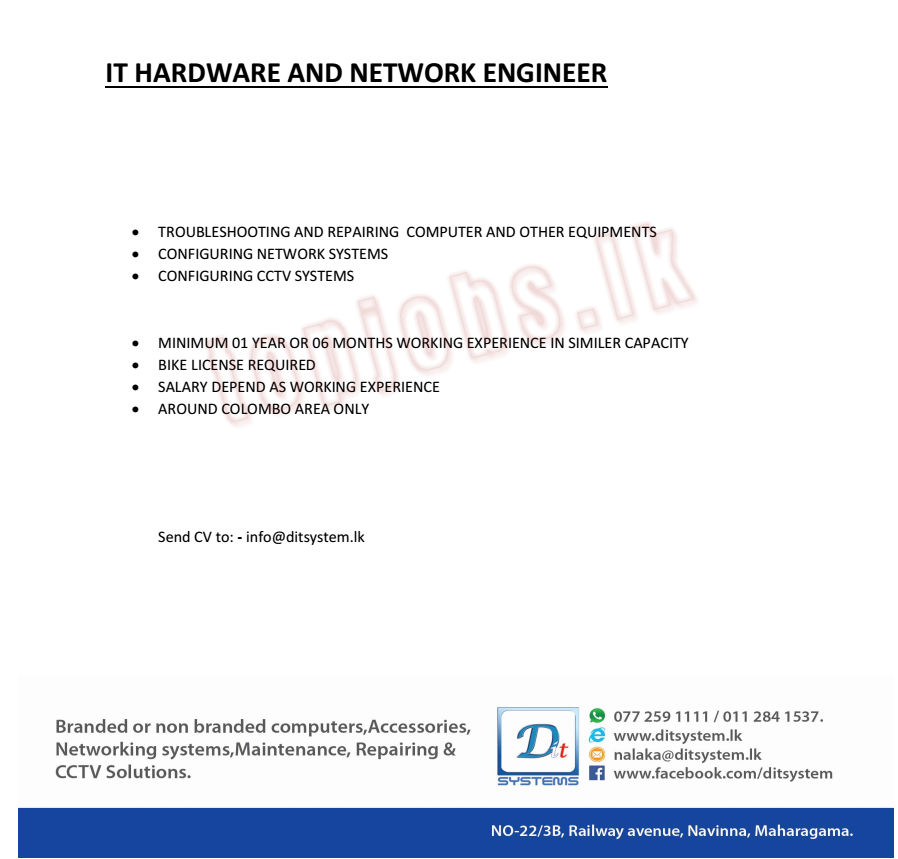 IT HARDWARE AND NETWORK ENGINEER
• TROUBLESHOOTING AND REPAIRING  COMPUTER AND OTHER EQUIPMENTS
• CONFIGURING NETWORK SYSTEMS
• CONFIGURING CCTV SYSTEMS
• MINIMUM 01 YEAR OR 06 MONTHS WORKING EXPERIENCE IN SIMILER CAPACITY
• BIKE LICENSE REQUIRED
• SALARY DEPEND AS WORKING EXPERIENCE
• AROUND COLOMBO AREA ONLY
topjobs.lk
Send CV to: - info@ditsystem.lk
Branded or non branded computers,Accessories,
Networking systems,Maintenance, Repairing &
CCTV Solutions.
Dit
SYSTEMS
077 259 1111 / 011 284 1537.
www.ditsystem.lk
nalaka@ditsystem.lk
www.facebook.com/ditsystem
NO-22/3B, Railway avenue, Navinna, Maharagama.